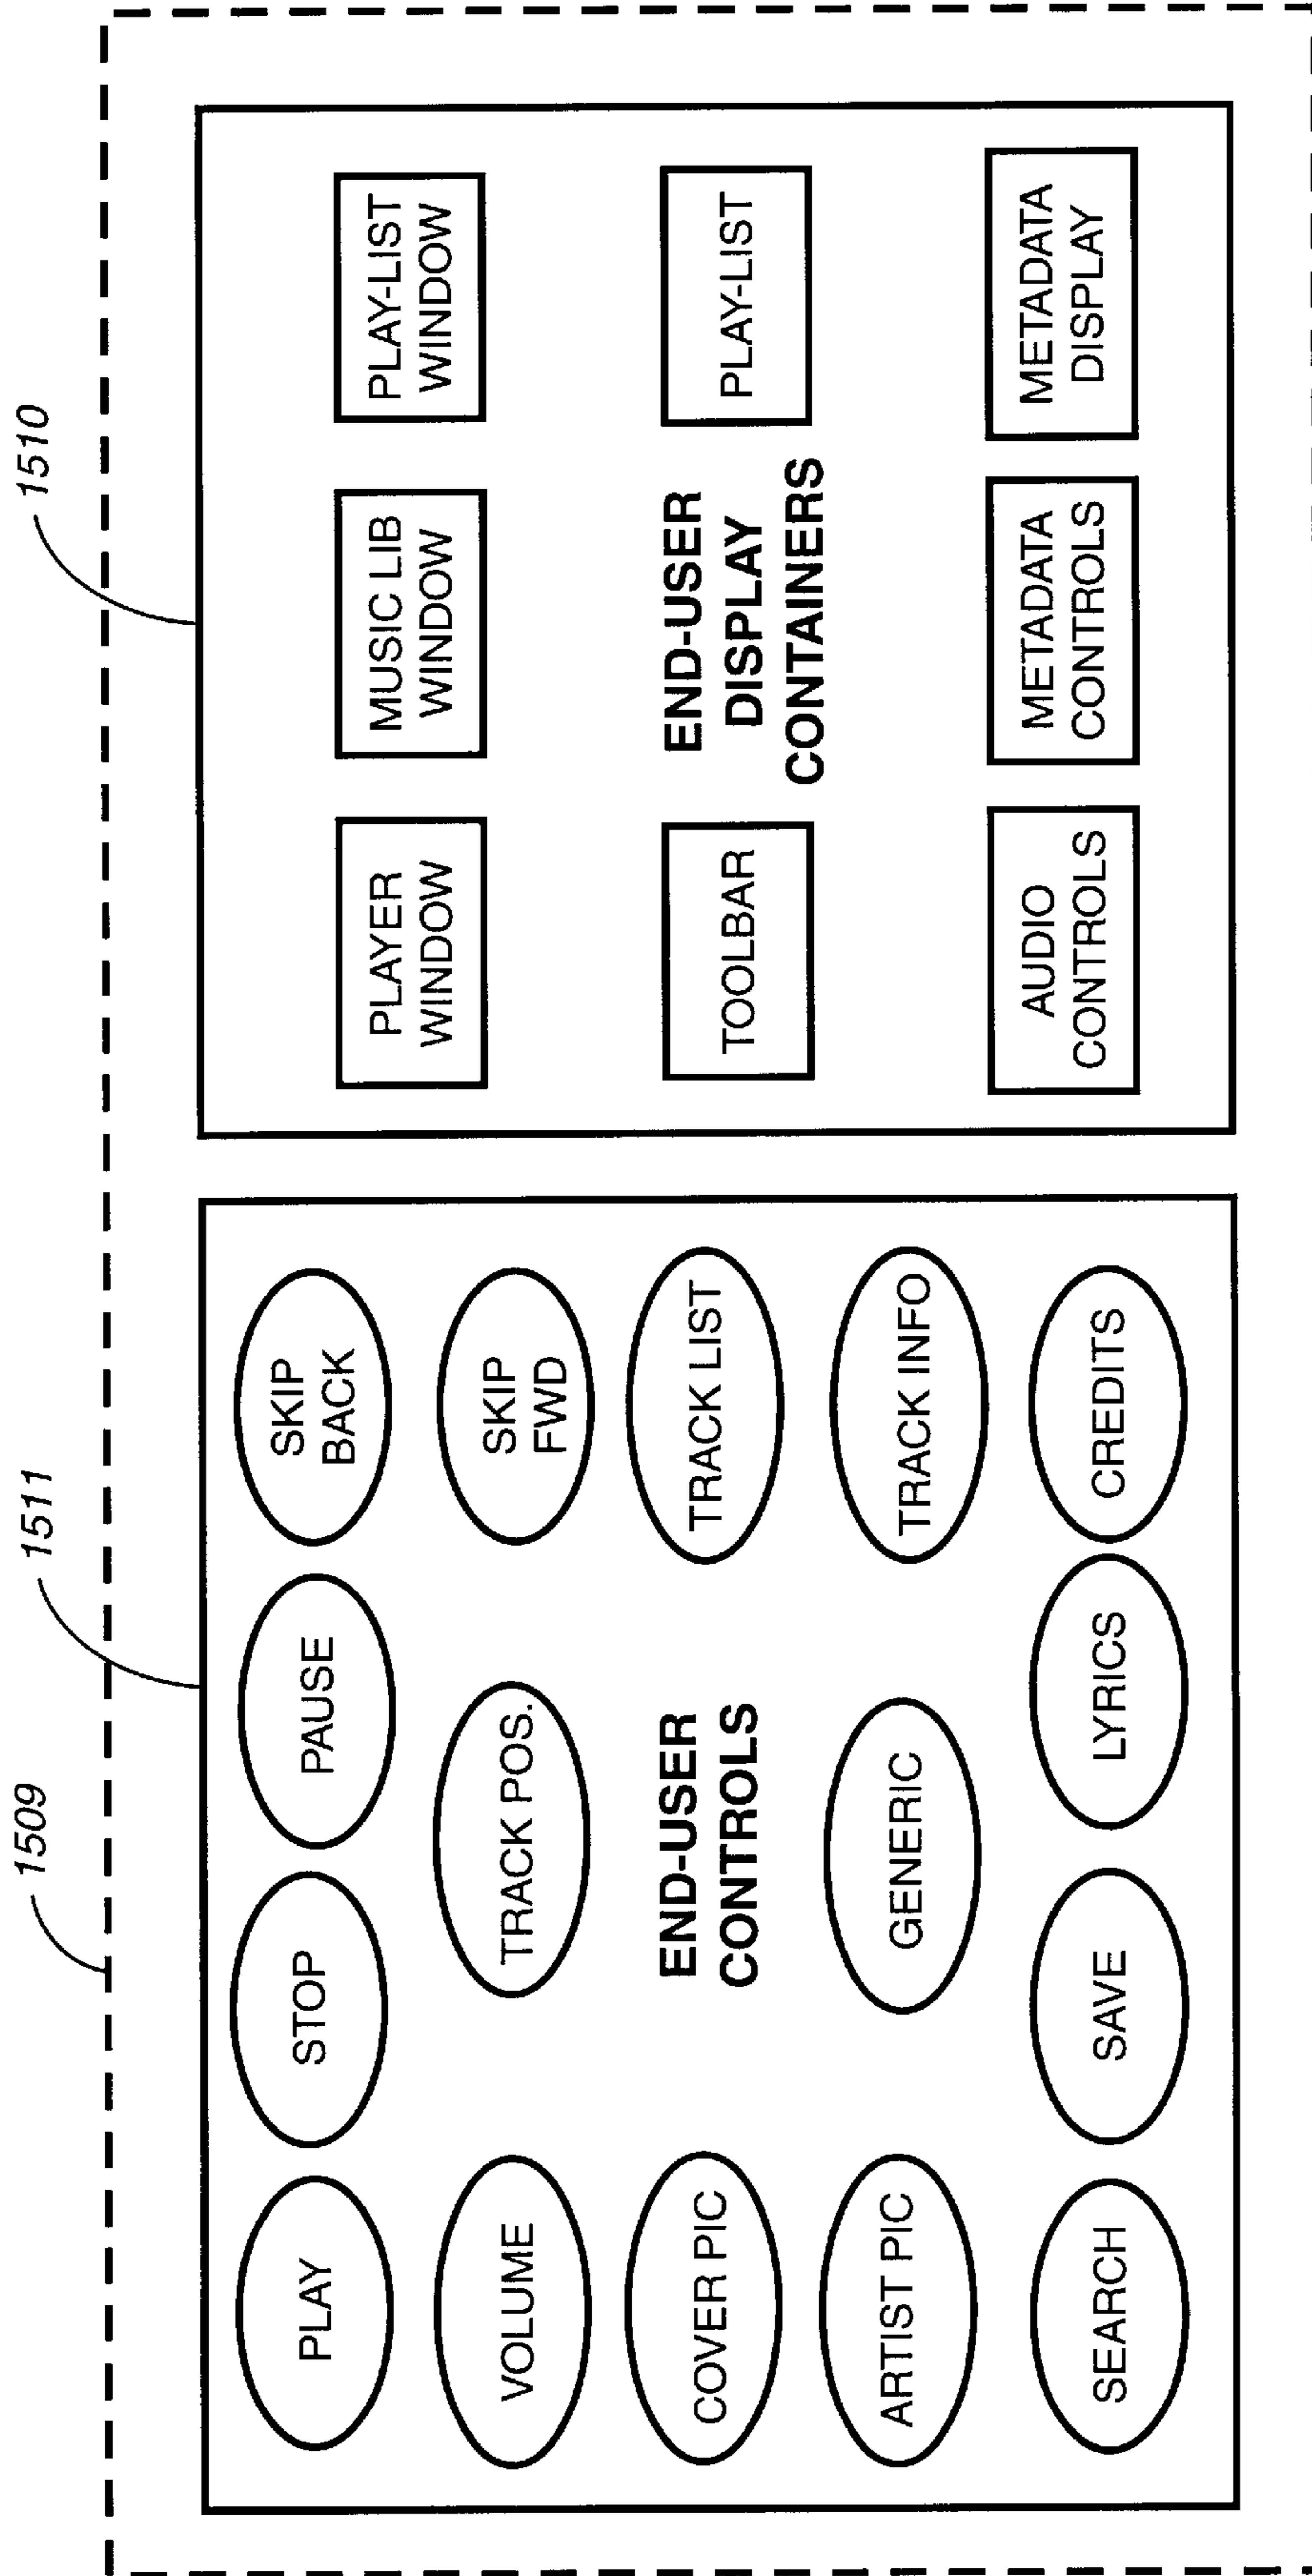 1509
1511
1510
PLAY
STOP
PAUSE
SKIP
BACK
VOLUME
TRACK POS.
SKIP
FWD
COVER PIC
END-USER
CONTROLS
TRACK LIST
ARTIST PIC
GENERIC
TRACK INFO
SEARCH
SAVE
LYRICS
CREDITS
PLAYER
WINDOW
MUSIC LIB
WINDOW
PLAY-LIST
WINDOW
TOOLBAR
END-USER
DISPLAY
CONTAINERS
PLAY-LIST
AUDIO
CONTROLS
METADATA
CONTROLS
METADATA
DISPLAY